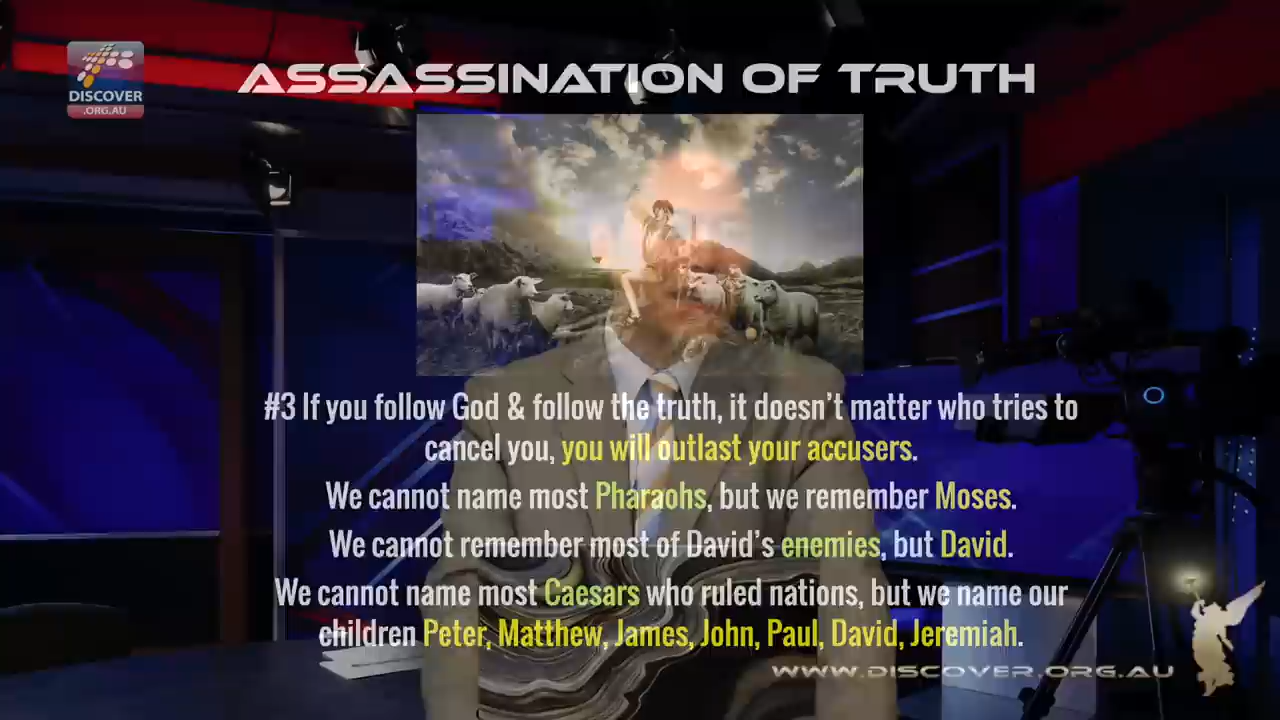 DISCOVER
.ORG.AU
ASSASSINATION OF TRUTH
#3 If you follow God & follow the truth, it doesn't matter who tries to
cancel you, you will outlast your accusers.
We cannot name most Pharaohs, but we remember Moses.
We cannot remember most of David's enemies, but David.
We cannot name most Caesars who ruled nations, but we name our
children Peter, Matthew, James, John, Paul, David, Jeremiah.
WWW.DISCOVER.ORG.AU